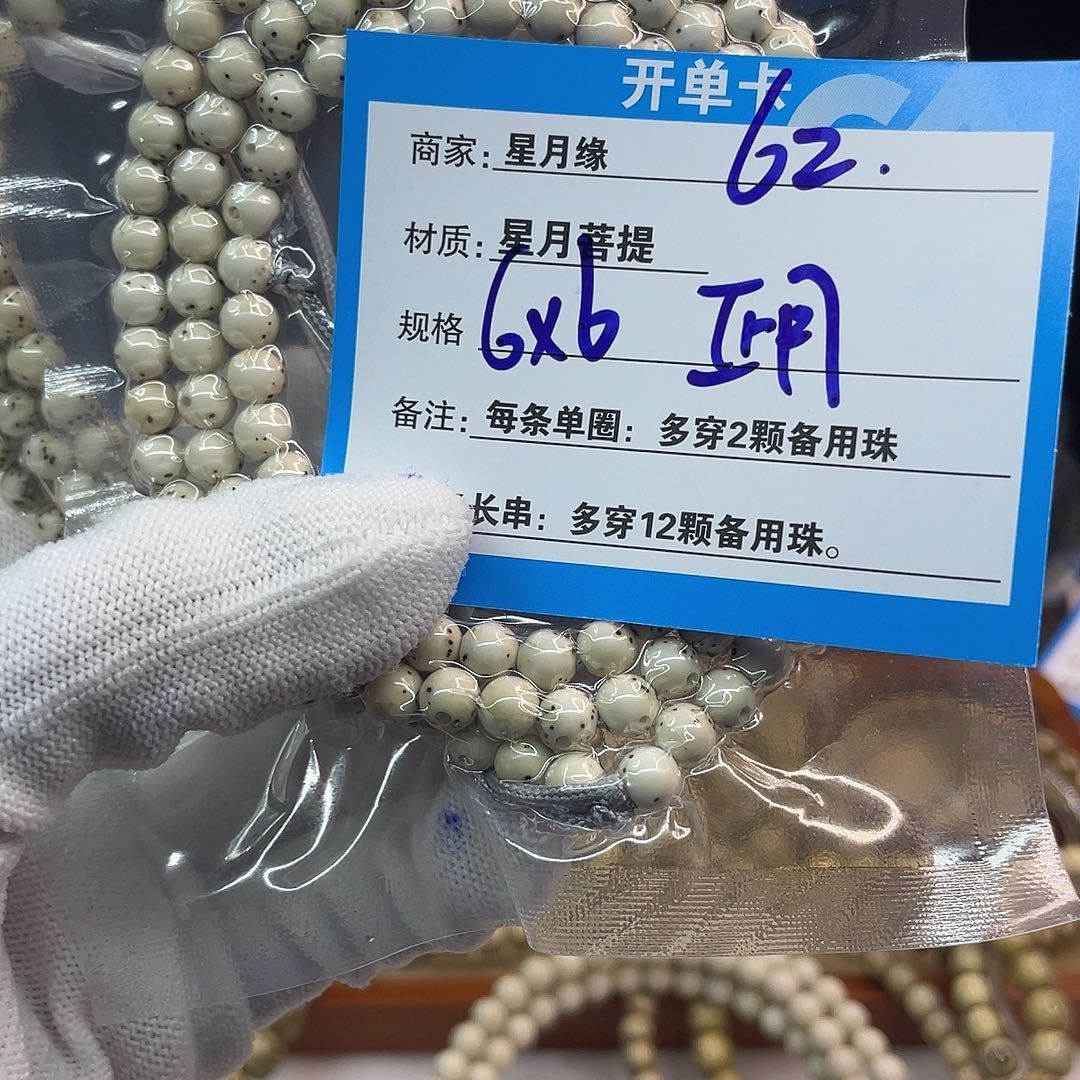 开单卡
商家：星月缘 62.
材质：星月菩提
规格 6x6 正月
备注：每条单圈：多穿2颗备用珠
长串：多穿12颗备用珠。